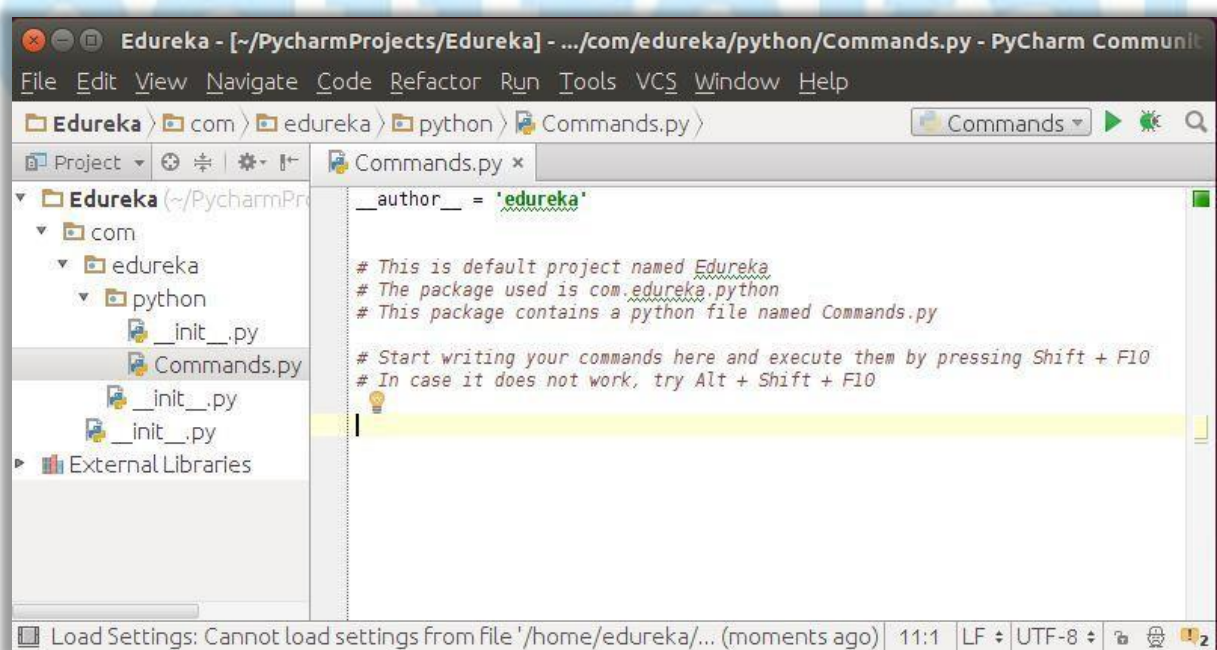 Edureka - [~/PycharmProjects/Edureka] - .../com/edureka/python/Commands.py - PyCharm Communit
File Edit View Navigate Code Refactor Run Tools VCS Window Help
Edureka com edureka python Commands.py
Commands
Project
Commands.py ×
Edureka (~/PycharmPro
com
edureka
python
__init__.py
Commands.py
__init__.py
__init__.py
External Libraries
__author__ = 'edureka'
# This is default project named Edureka
# The package used is com.edureka.python
# This package contains a python file named Commands.py
# Start writing your commands here and execute them by pressing Shift + F10
# In case it does not work, try Alt + Shift + F10
Load Settings: Cannot load settings from file '/home/edureka/... (moments ago) 11:1 LF UTF-8 2